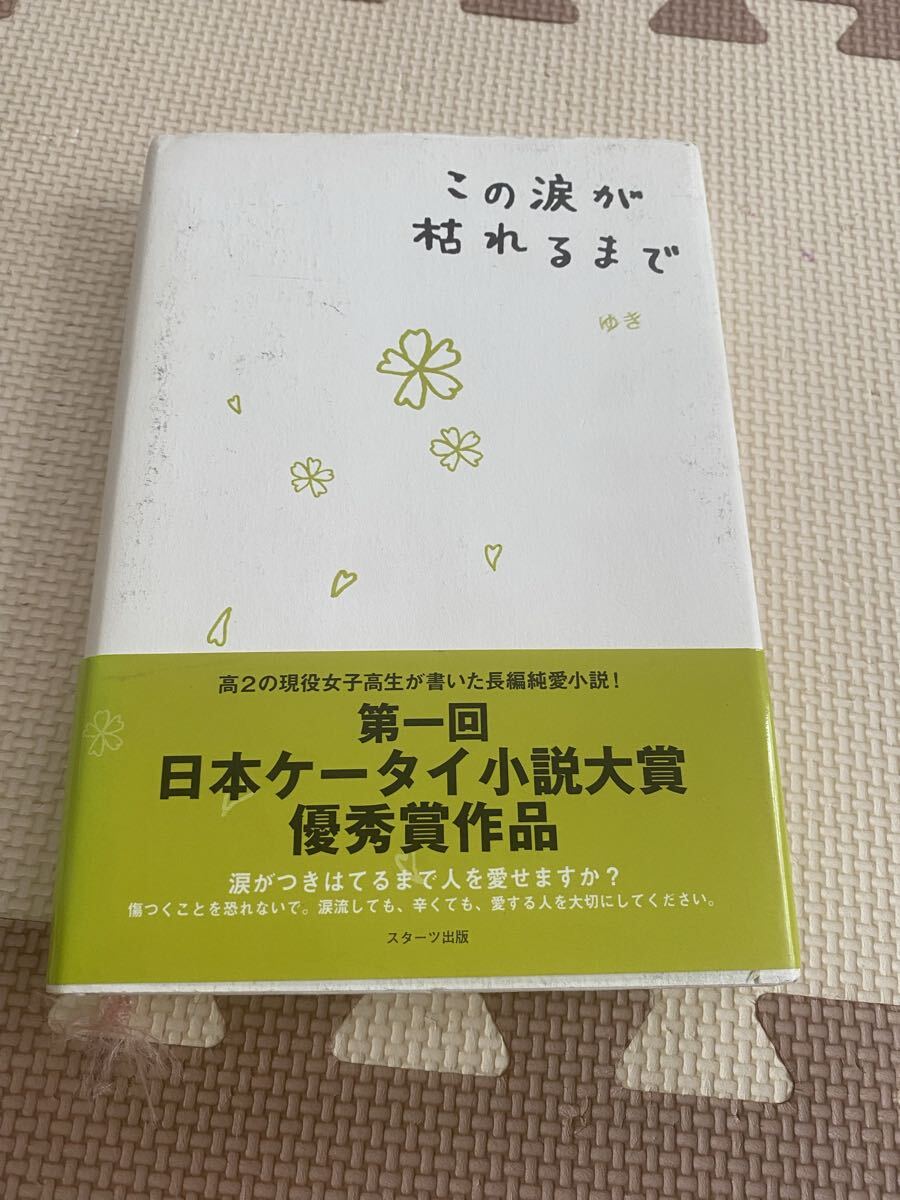 この涙が
枯れるまで
ゆき
高2の現役女子高生が書いた長編純愛小説!
第一回
日本ケータイ小説大賞
優秀賞作品
涙がつきはてるまで人を愛せますか?
傷つくことを恐れないで。涙流しても、辛くても、愛する人を大切にしてください。
スターツ出版